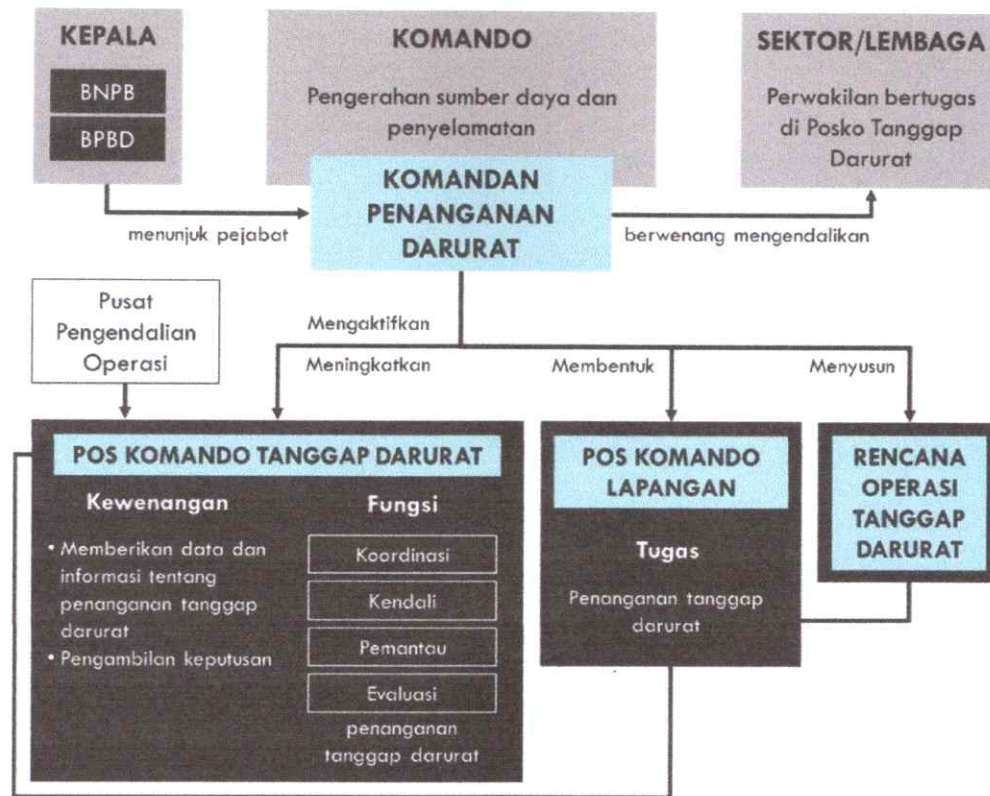 KEPALA
BNPB
BPBD
KOMANDO
Pengerahan sumber daya dan
penyelamatan
SEKTOR/LEMBAGA
Perwakilan bertugas
di Posko Tanggap
Darurat
KOMANDAN
PENANGANAN
DARURAT
menunjuk pejabat
berwenang mengendalikan
Pusat
Pengendalian
Operasi
Mengaktifkan
Meningkatkan
Membentuk
Menyusun
POS KOMANDO TANGGAP DARURAT
Kewenangan
• Memberikan data dan
informasi tentang
penanganan tanggap
darurat
• Pengambilan keputusan
Fungsi
Koordinasi
Kendali
Pemantau
Evaluasi
penanganan
tanggap darurat
POS KOMANDO
LAPANGAN
Tugas
Penanganan tanggap
darurat
RENCANA
OPERASI
TANGGAP
DARURAT